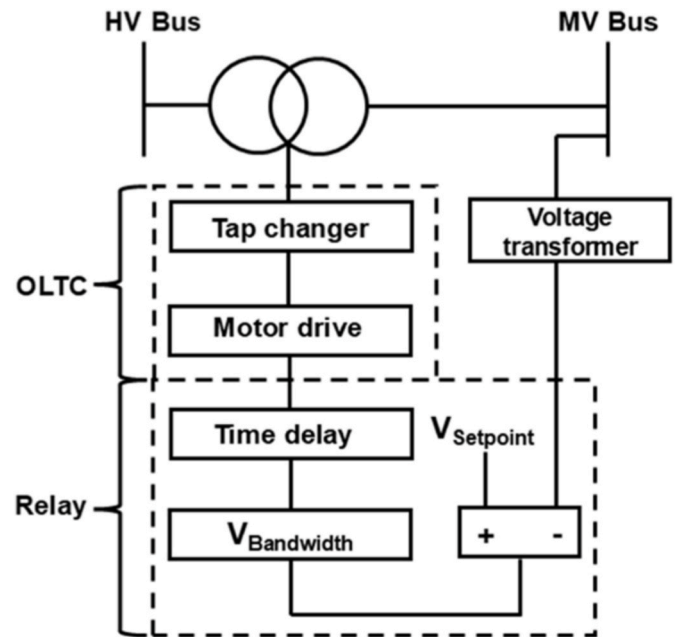 HV Bus
MV Bus
Tap changer
Voltage
transformer
OLTC
Motor drive
Time delay
VSetpoint
Relay
VBandwidth
+ -